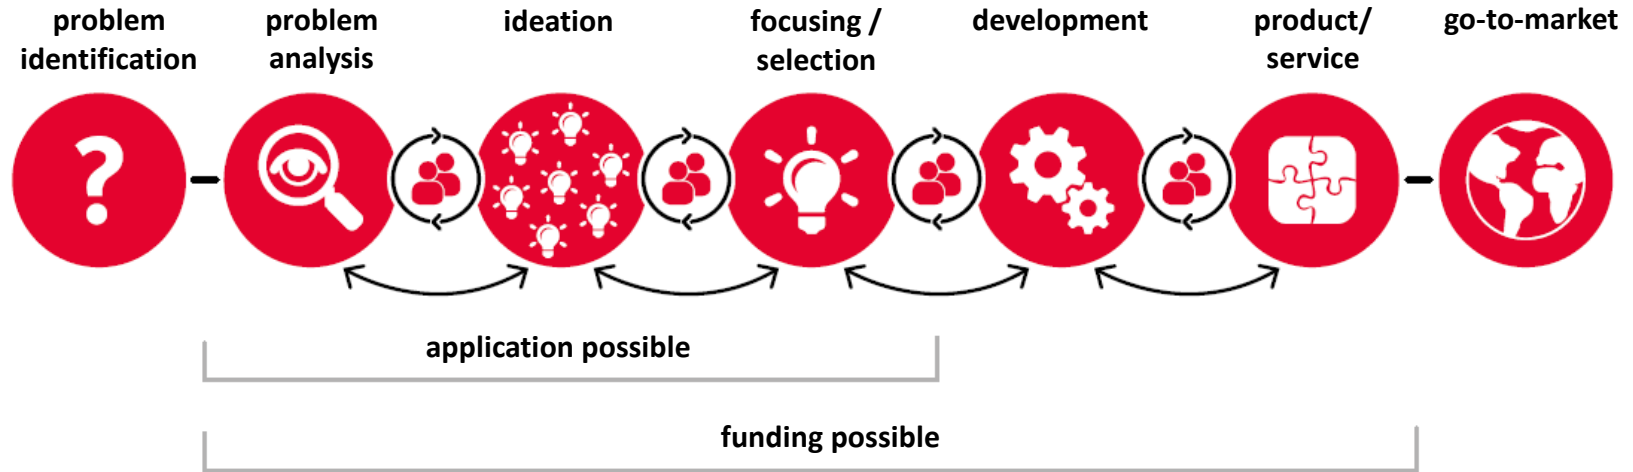 problem
identification
problem
analysis
ideation
focusing /
selection
development
product/
service
go-to-market
?
application possible
funding possible